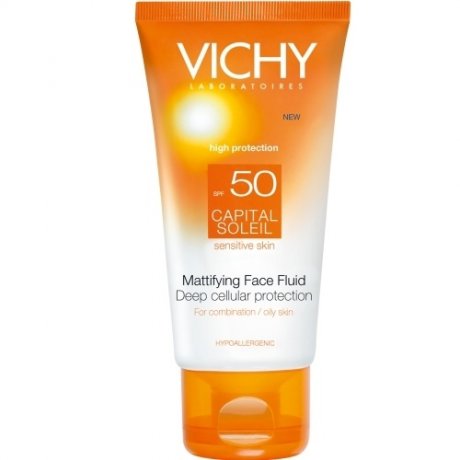 VICHY
LABORATOIRES
NEW
high protection
SPF 50
CAPITAL
SOLEIL
sensitive skin
Mattifying Face Fluid
Deep cellular protection
For combination / oily skin
HYPOALLERGENIC